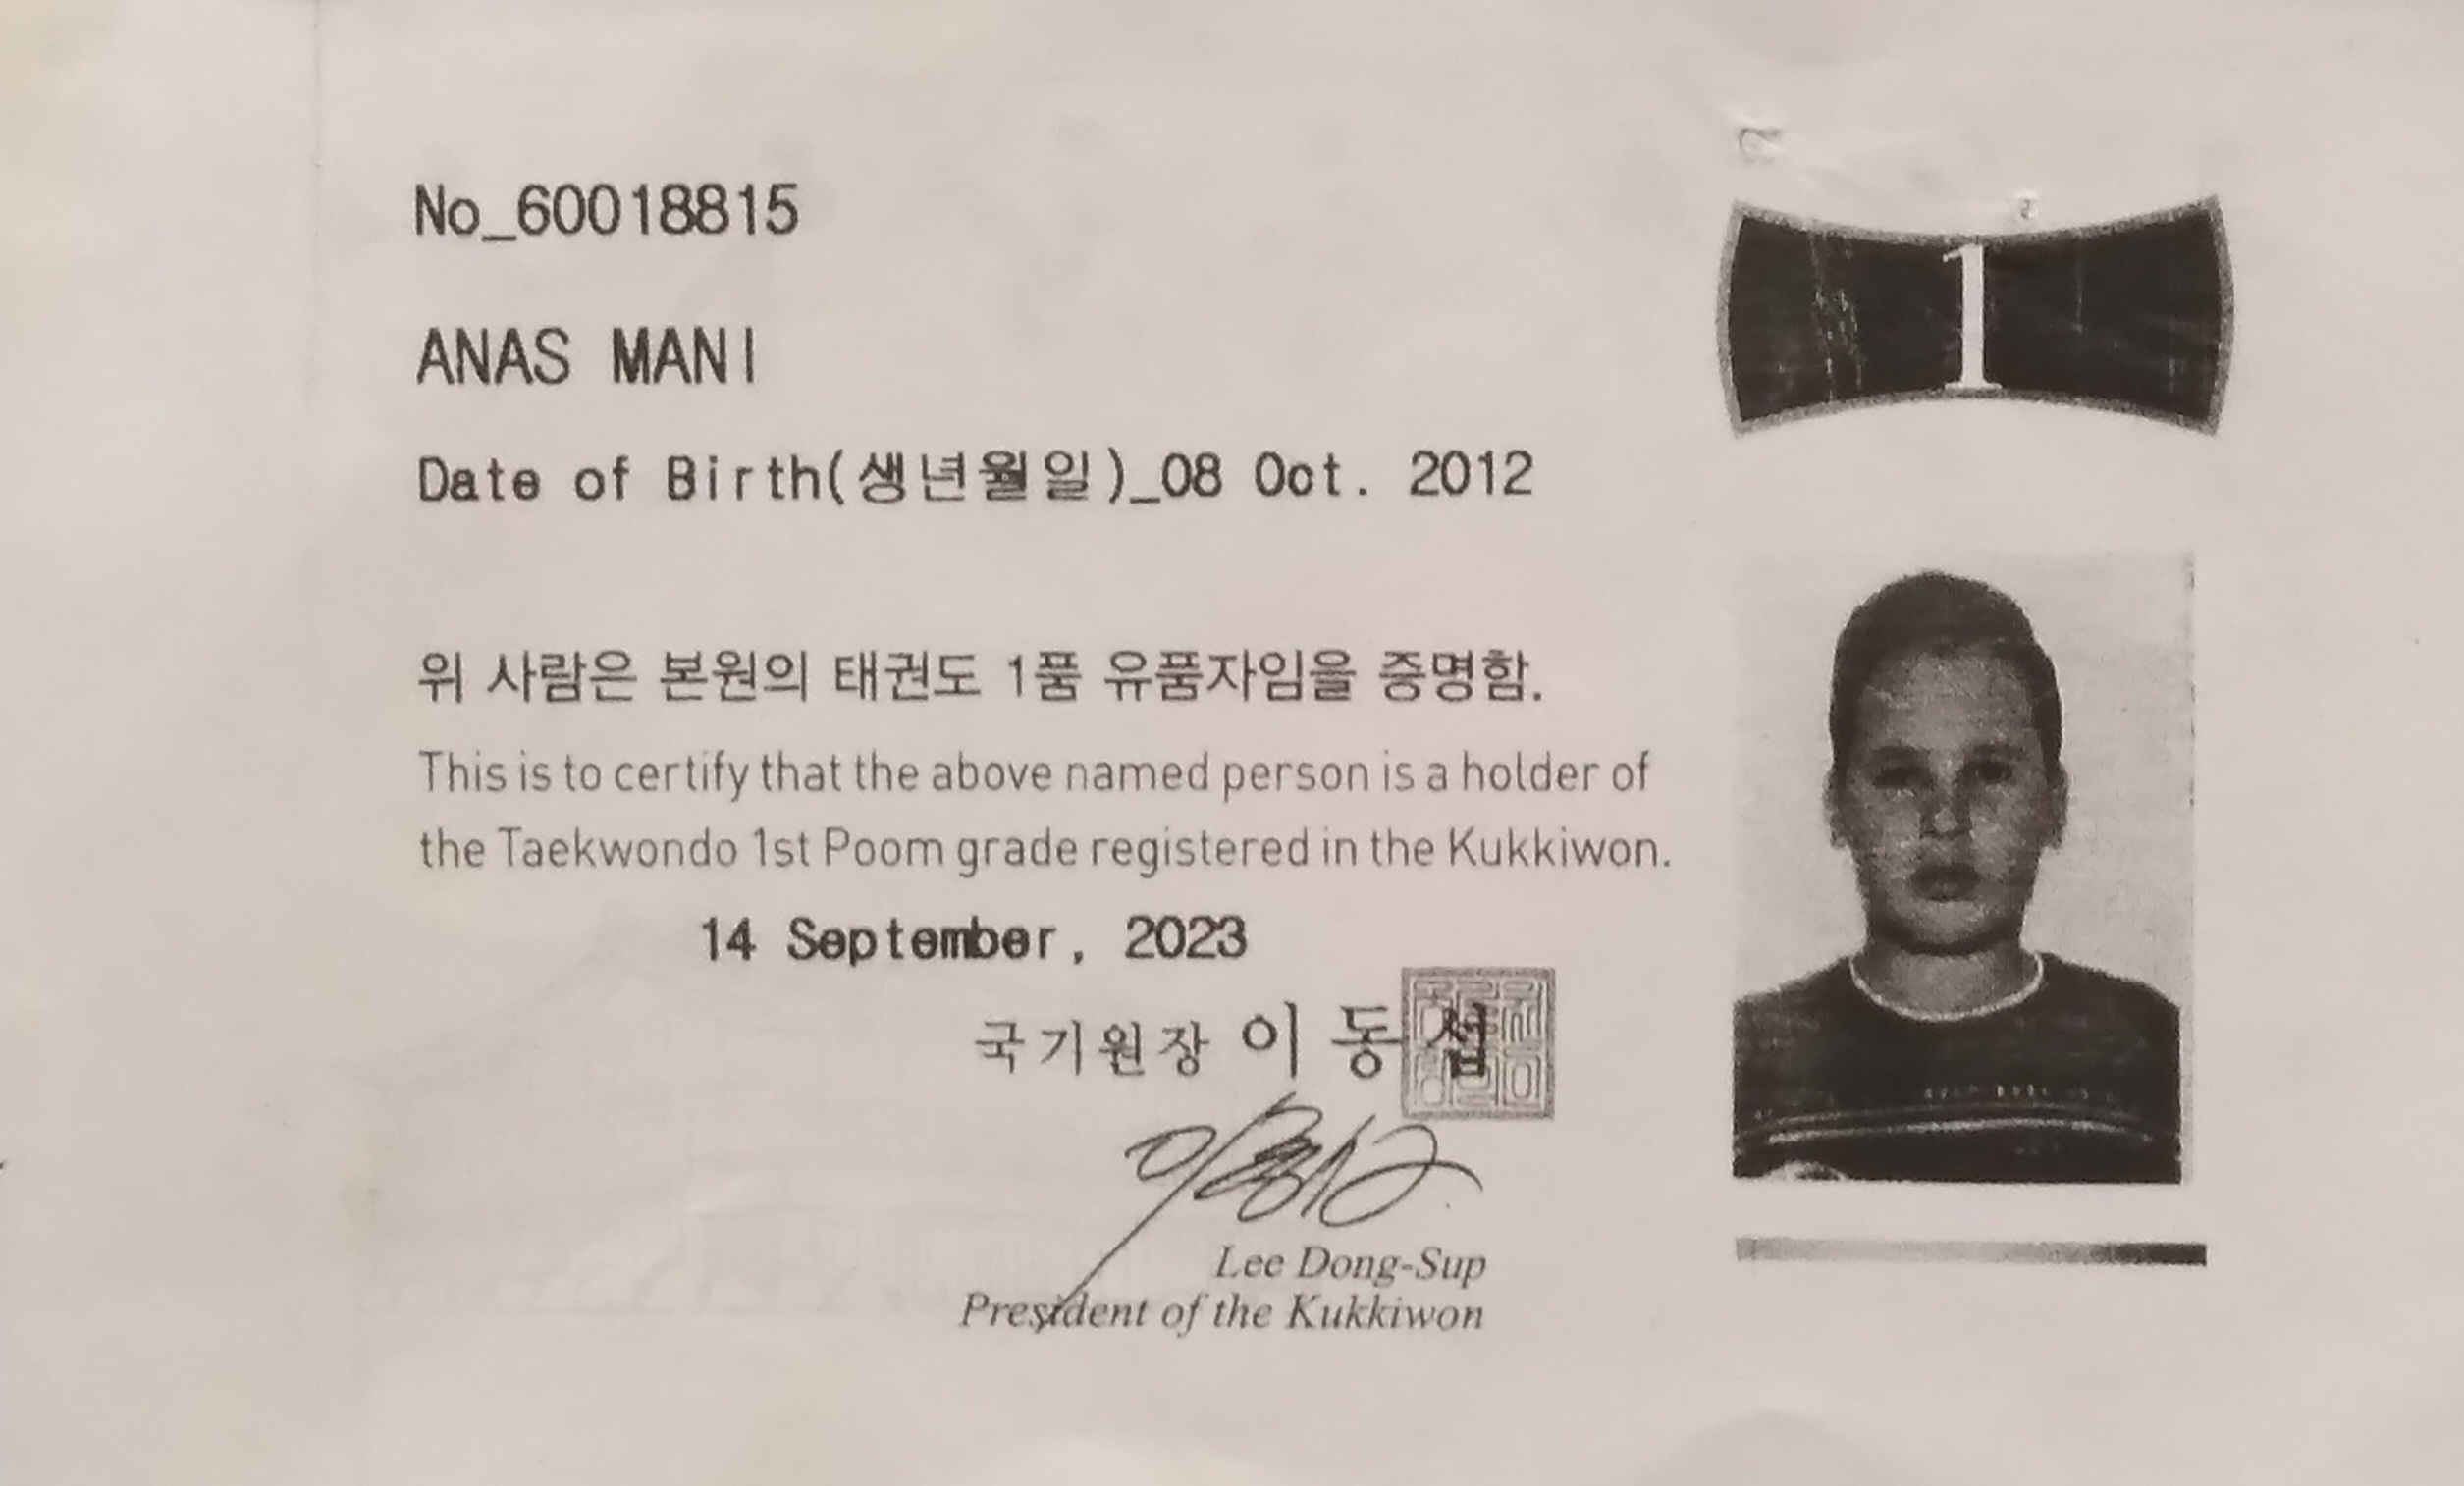 No_60018815
1
ANAS MANI
Date of Birth(생년월일)_08 Oct. 2012
위 사람은 본원의 태권도 1품 유품자임을 증명함.
This is to certify that the above named person is a holder of
the Taekwondo 1st Poom grade registered in the Kukkiwon.
14 September, 2023
국기원장 이동섭
Lee Dong-Sup
President of the Kukkiwon